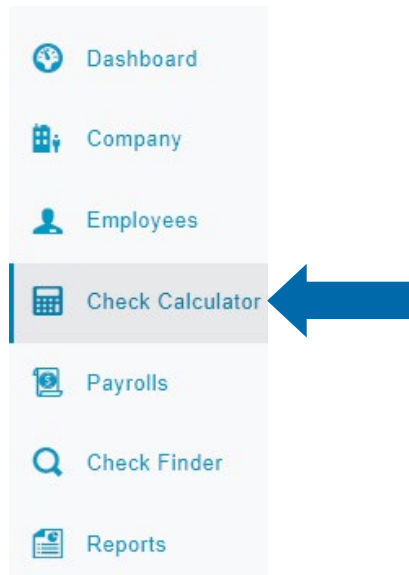 Dashboard
Company
Employees
Check Calculator
Payrolls
Check Finder
Reports